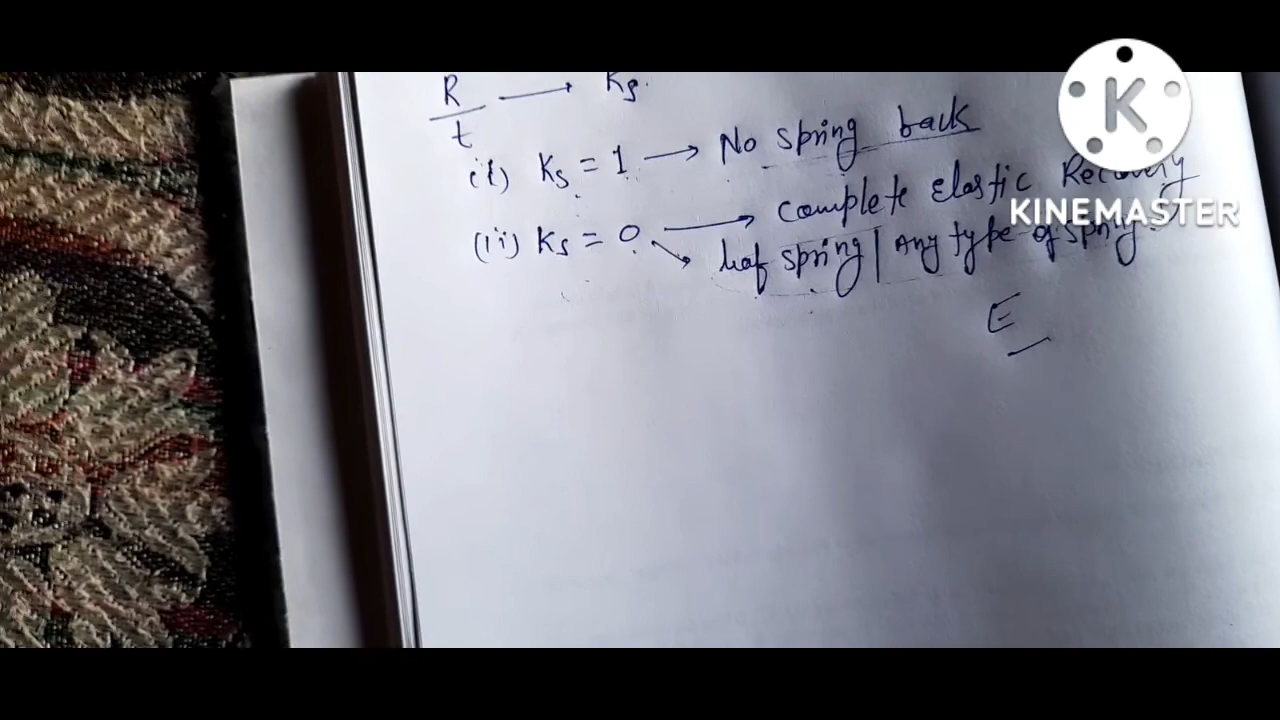 R/t → Ks.
(i) Ks = 1 → No spring back
(ii) Ks = 0 → complete Elastic Recovery
leaf spring | Any type of spring.
E
K
KINEMASTER